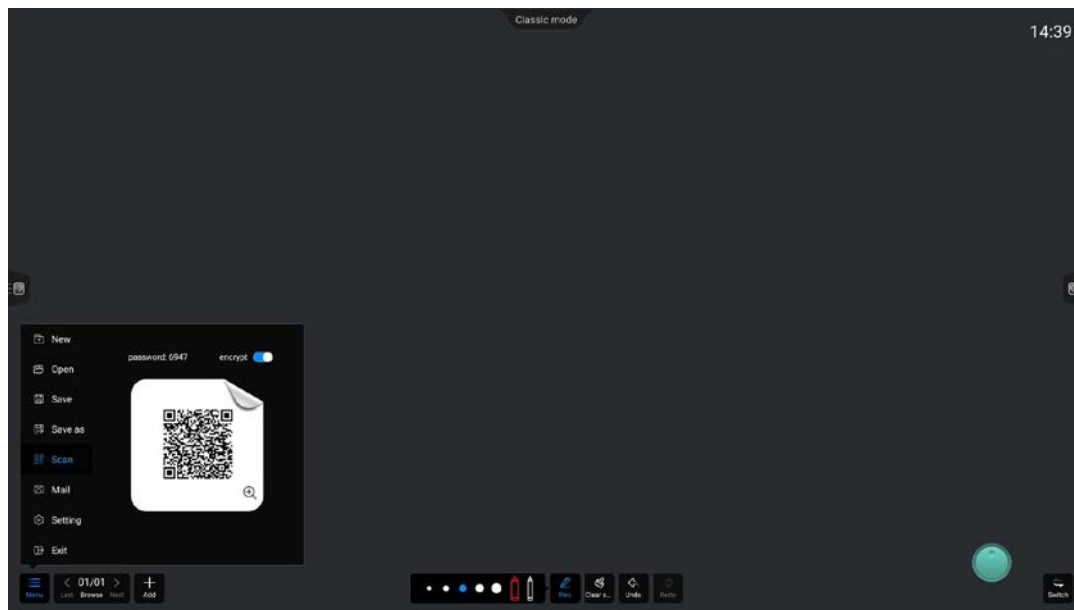 Classic mode
14:39
New
password: 6947 encrypt
Open
Save
Save as
Scan
Mail
Setting
Exit
01/01
Menu Last Browse Next Add
Pen Clear s... Undo Redo
Switch